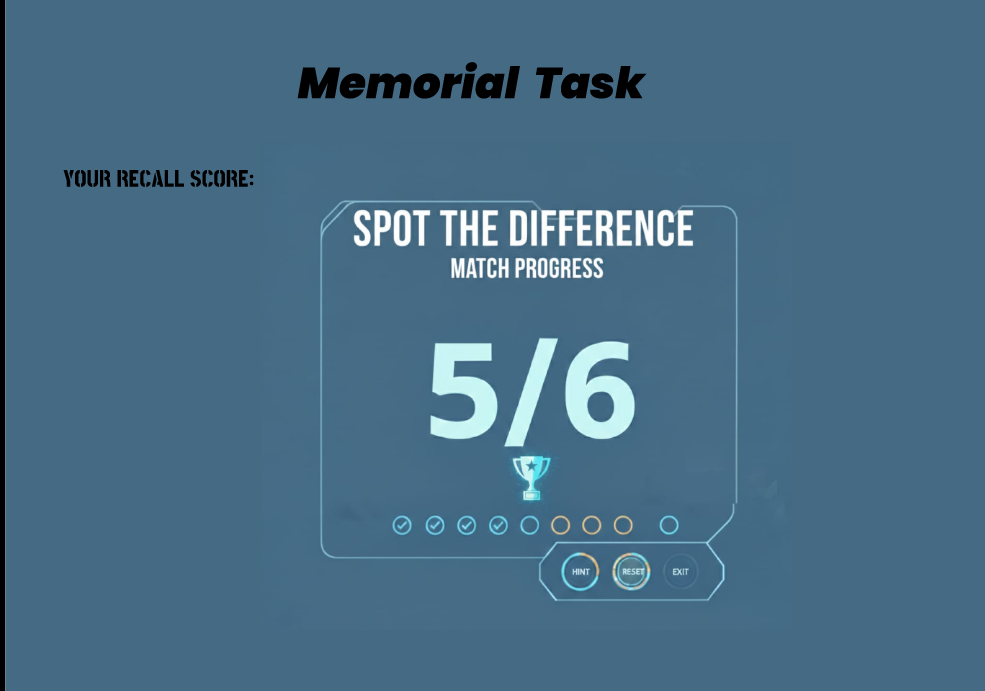 Memorial Task
YOUR RECALL SCORE:
SPOT THE DIFFERENCE
MATCH PROGRESS
5/6
HINT
RESET
EXIT